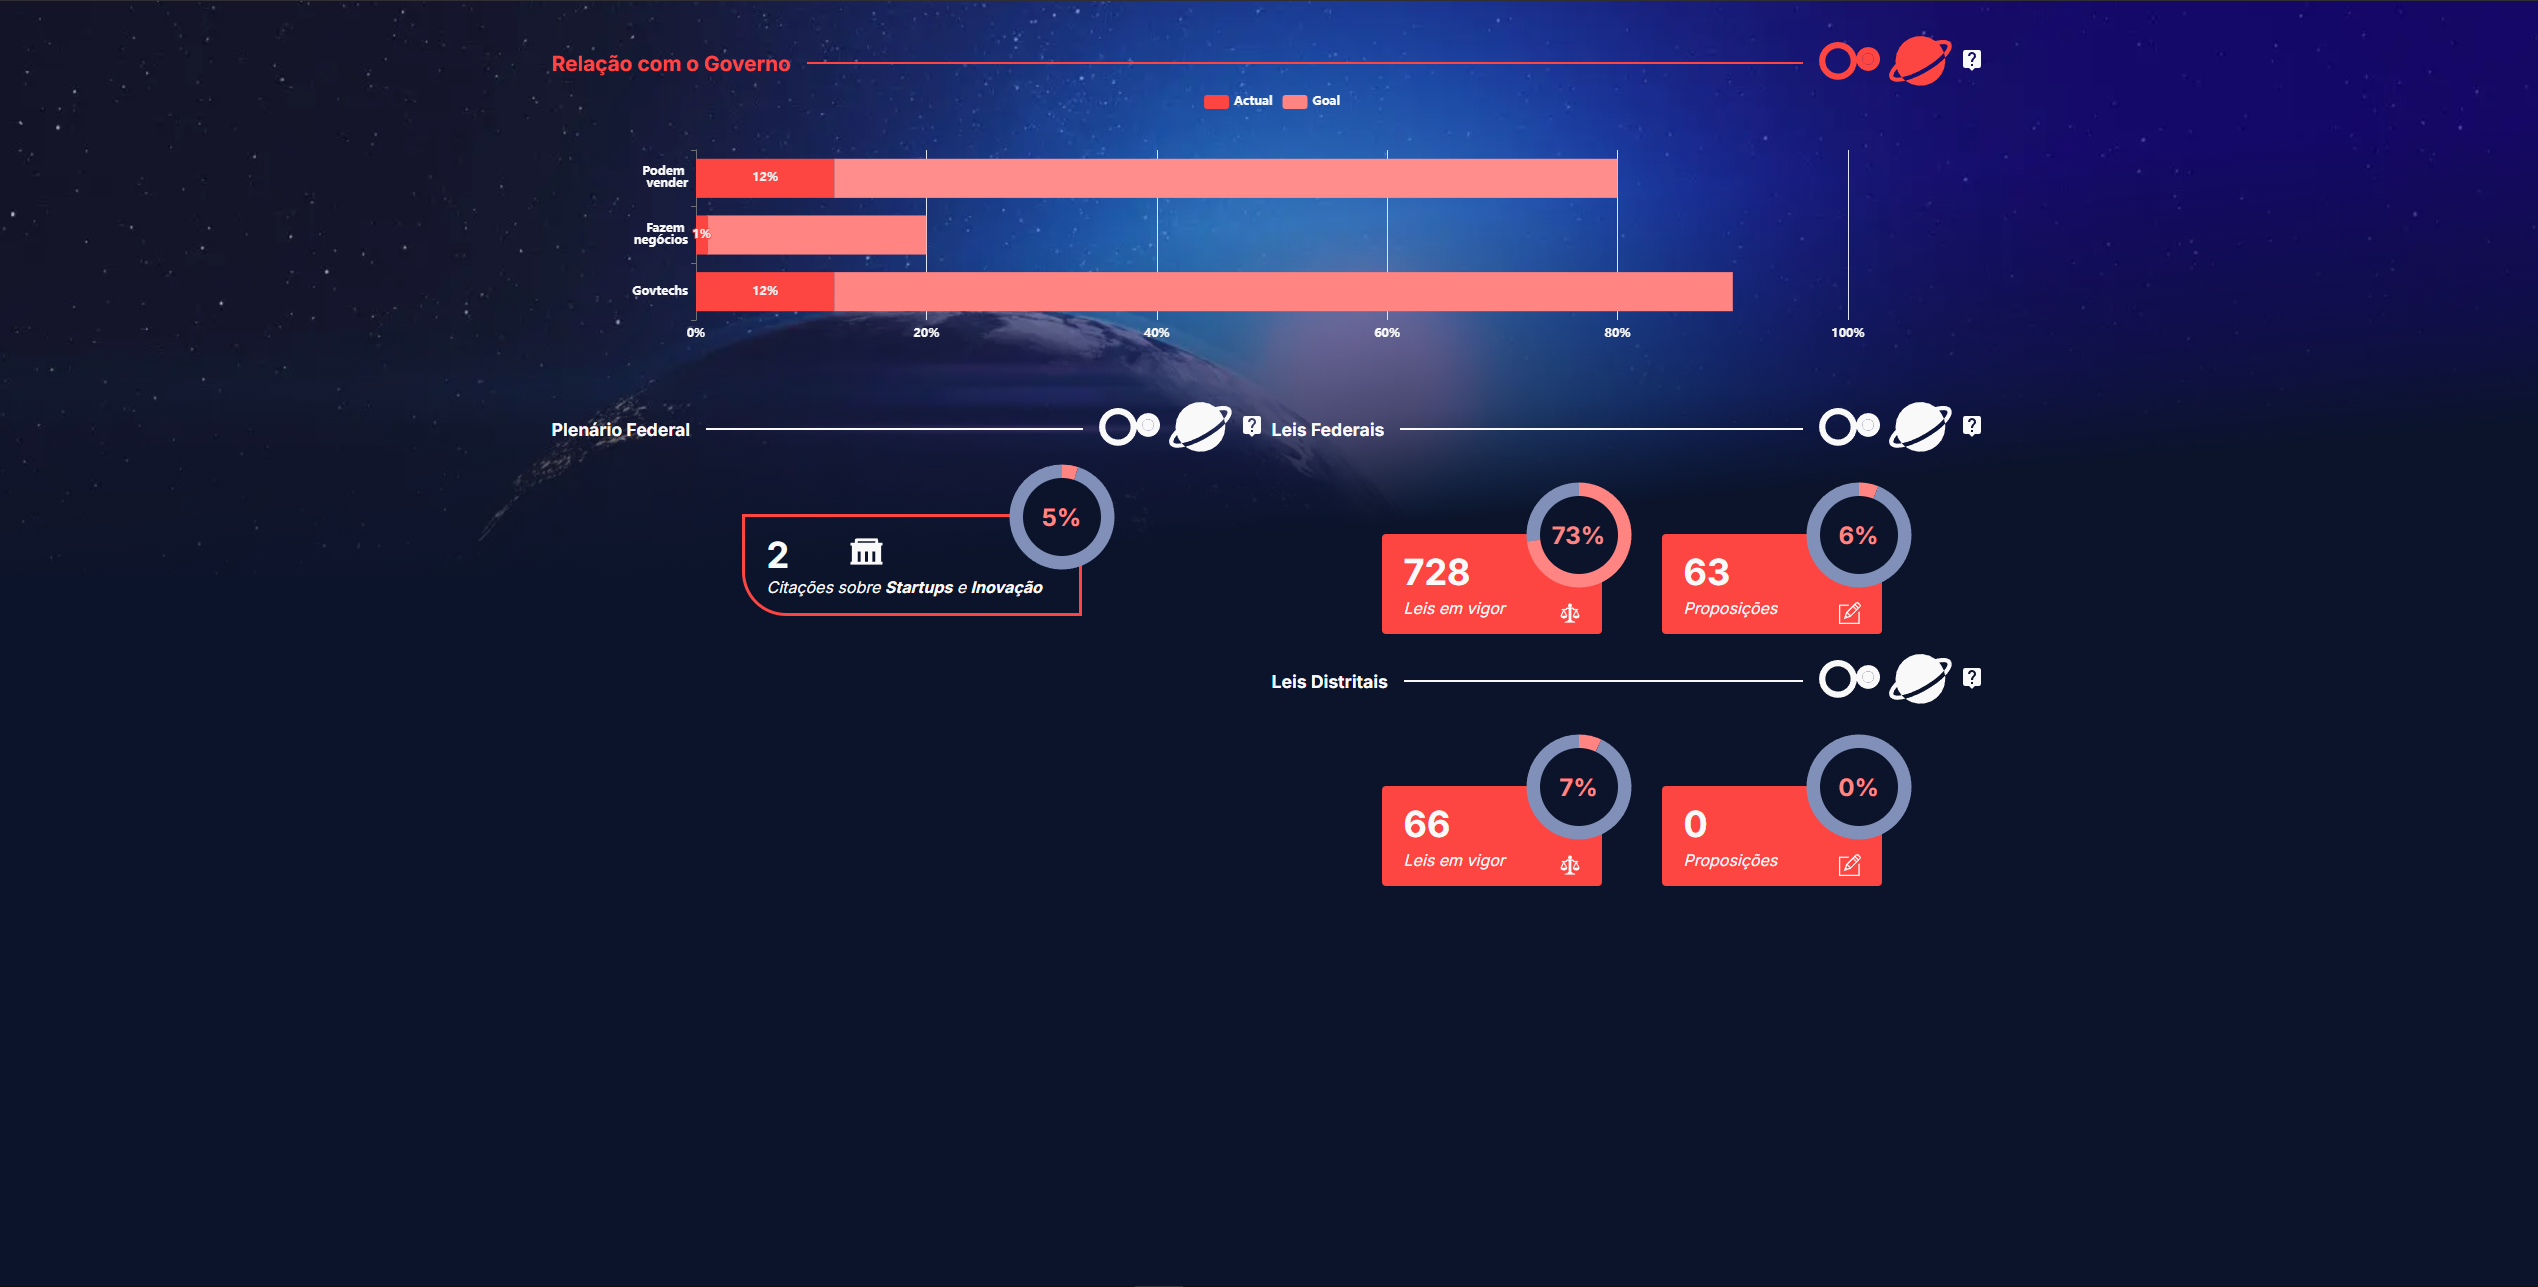 Relação com o Governo
?
Actual
Goal
Podem
vender
12%
Fazem
negócios
1%
Govtechs
12%
0%
20%
40%
60%
80%
100%
Plenário Federal
?
5%
2
Citações sobre Startups e Inovação
Leis Federais
?
73%
728
Leis em vigor
6%
63
Proposições
Leis Distritais
?
7%
66
Leis em vigor
0%
0
Proposições